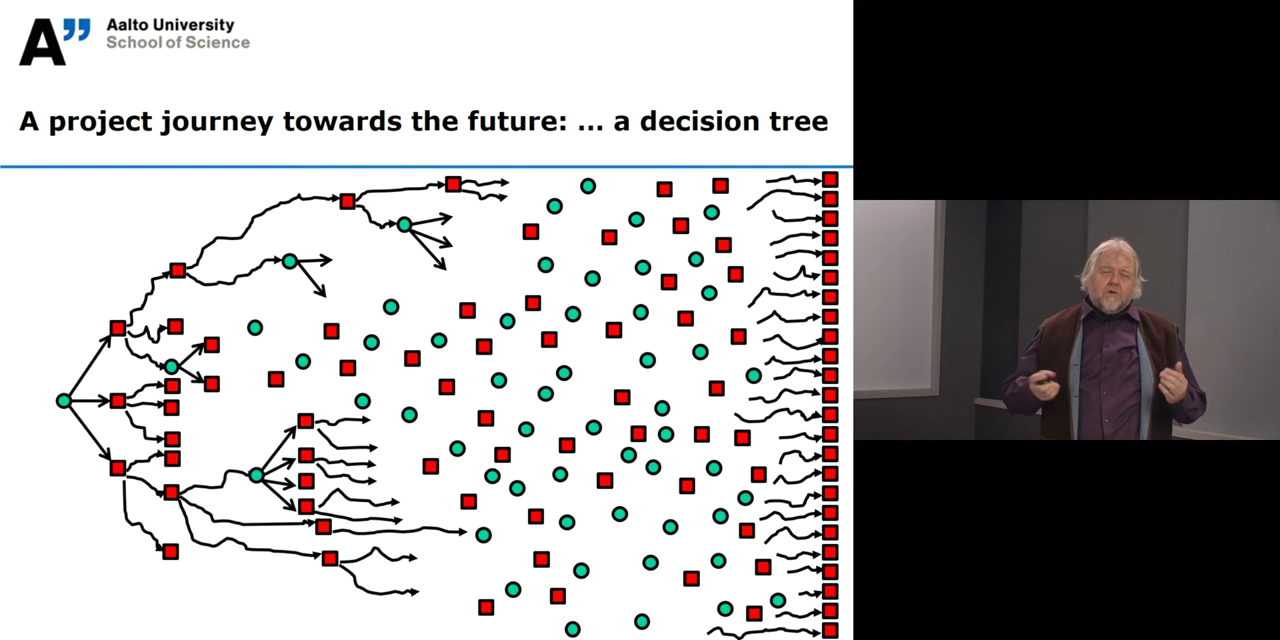 A”
Aalto University
School of Science
A project journey towards the future: ... a decision tree